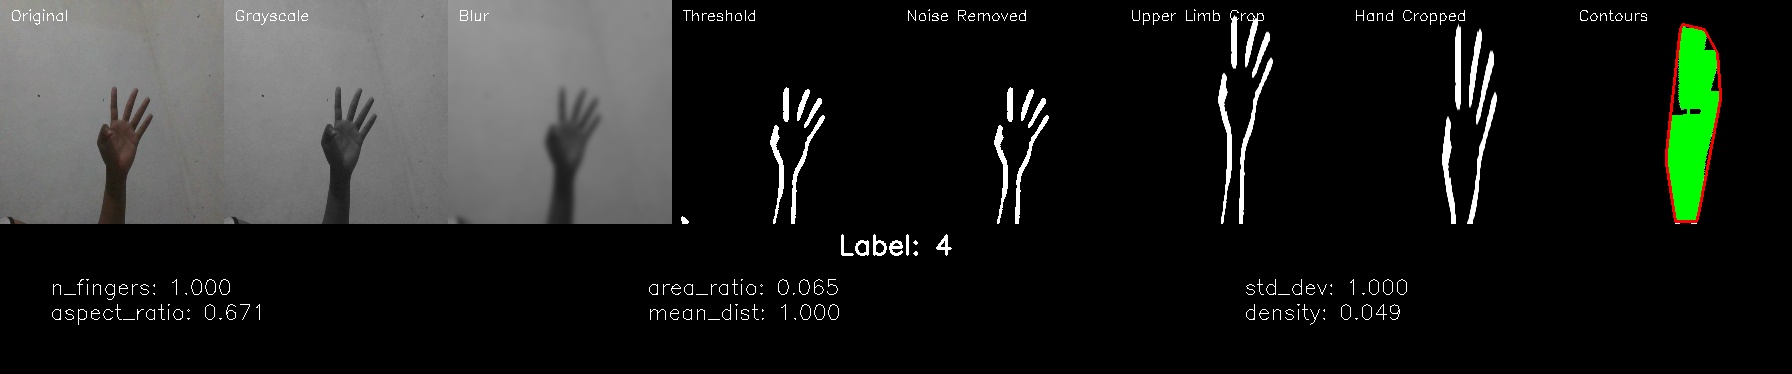 Original Grayscale Blur Threshold Noise Removed Upper Limb Crop Hand Cropped Contours
Label: 4
n_fingers: 1.000 area_ratio: 0.065 std_dev: 1.000
aspect_ratio: 0.671 mean_dist: 1.000 density: 0.049